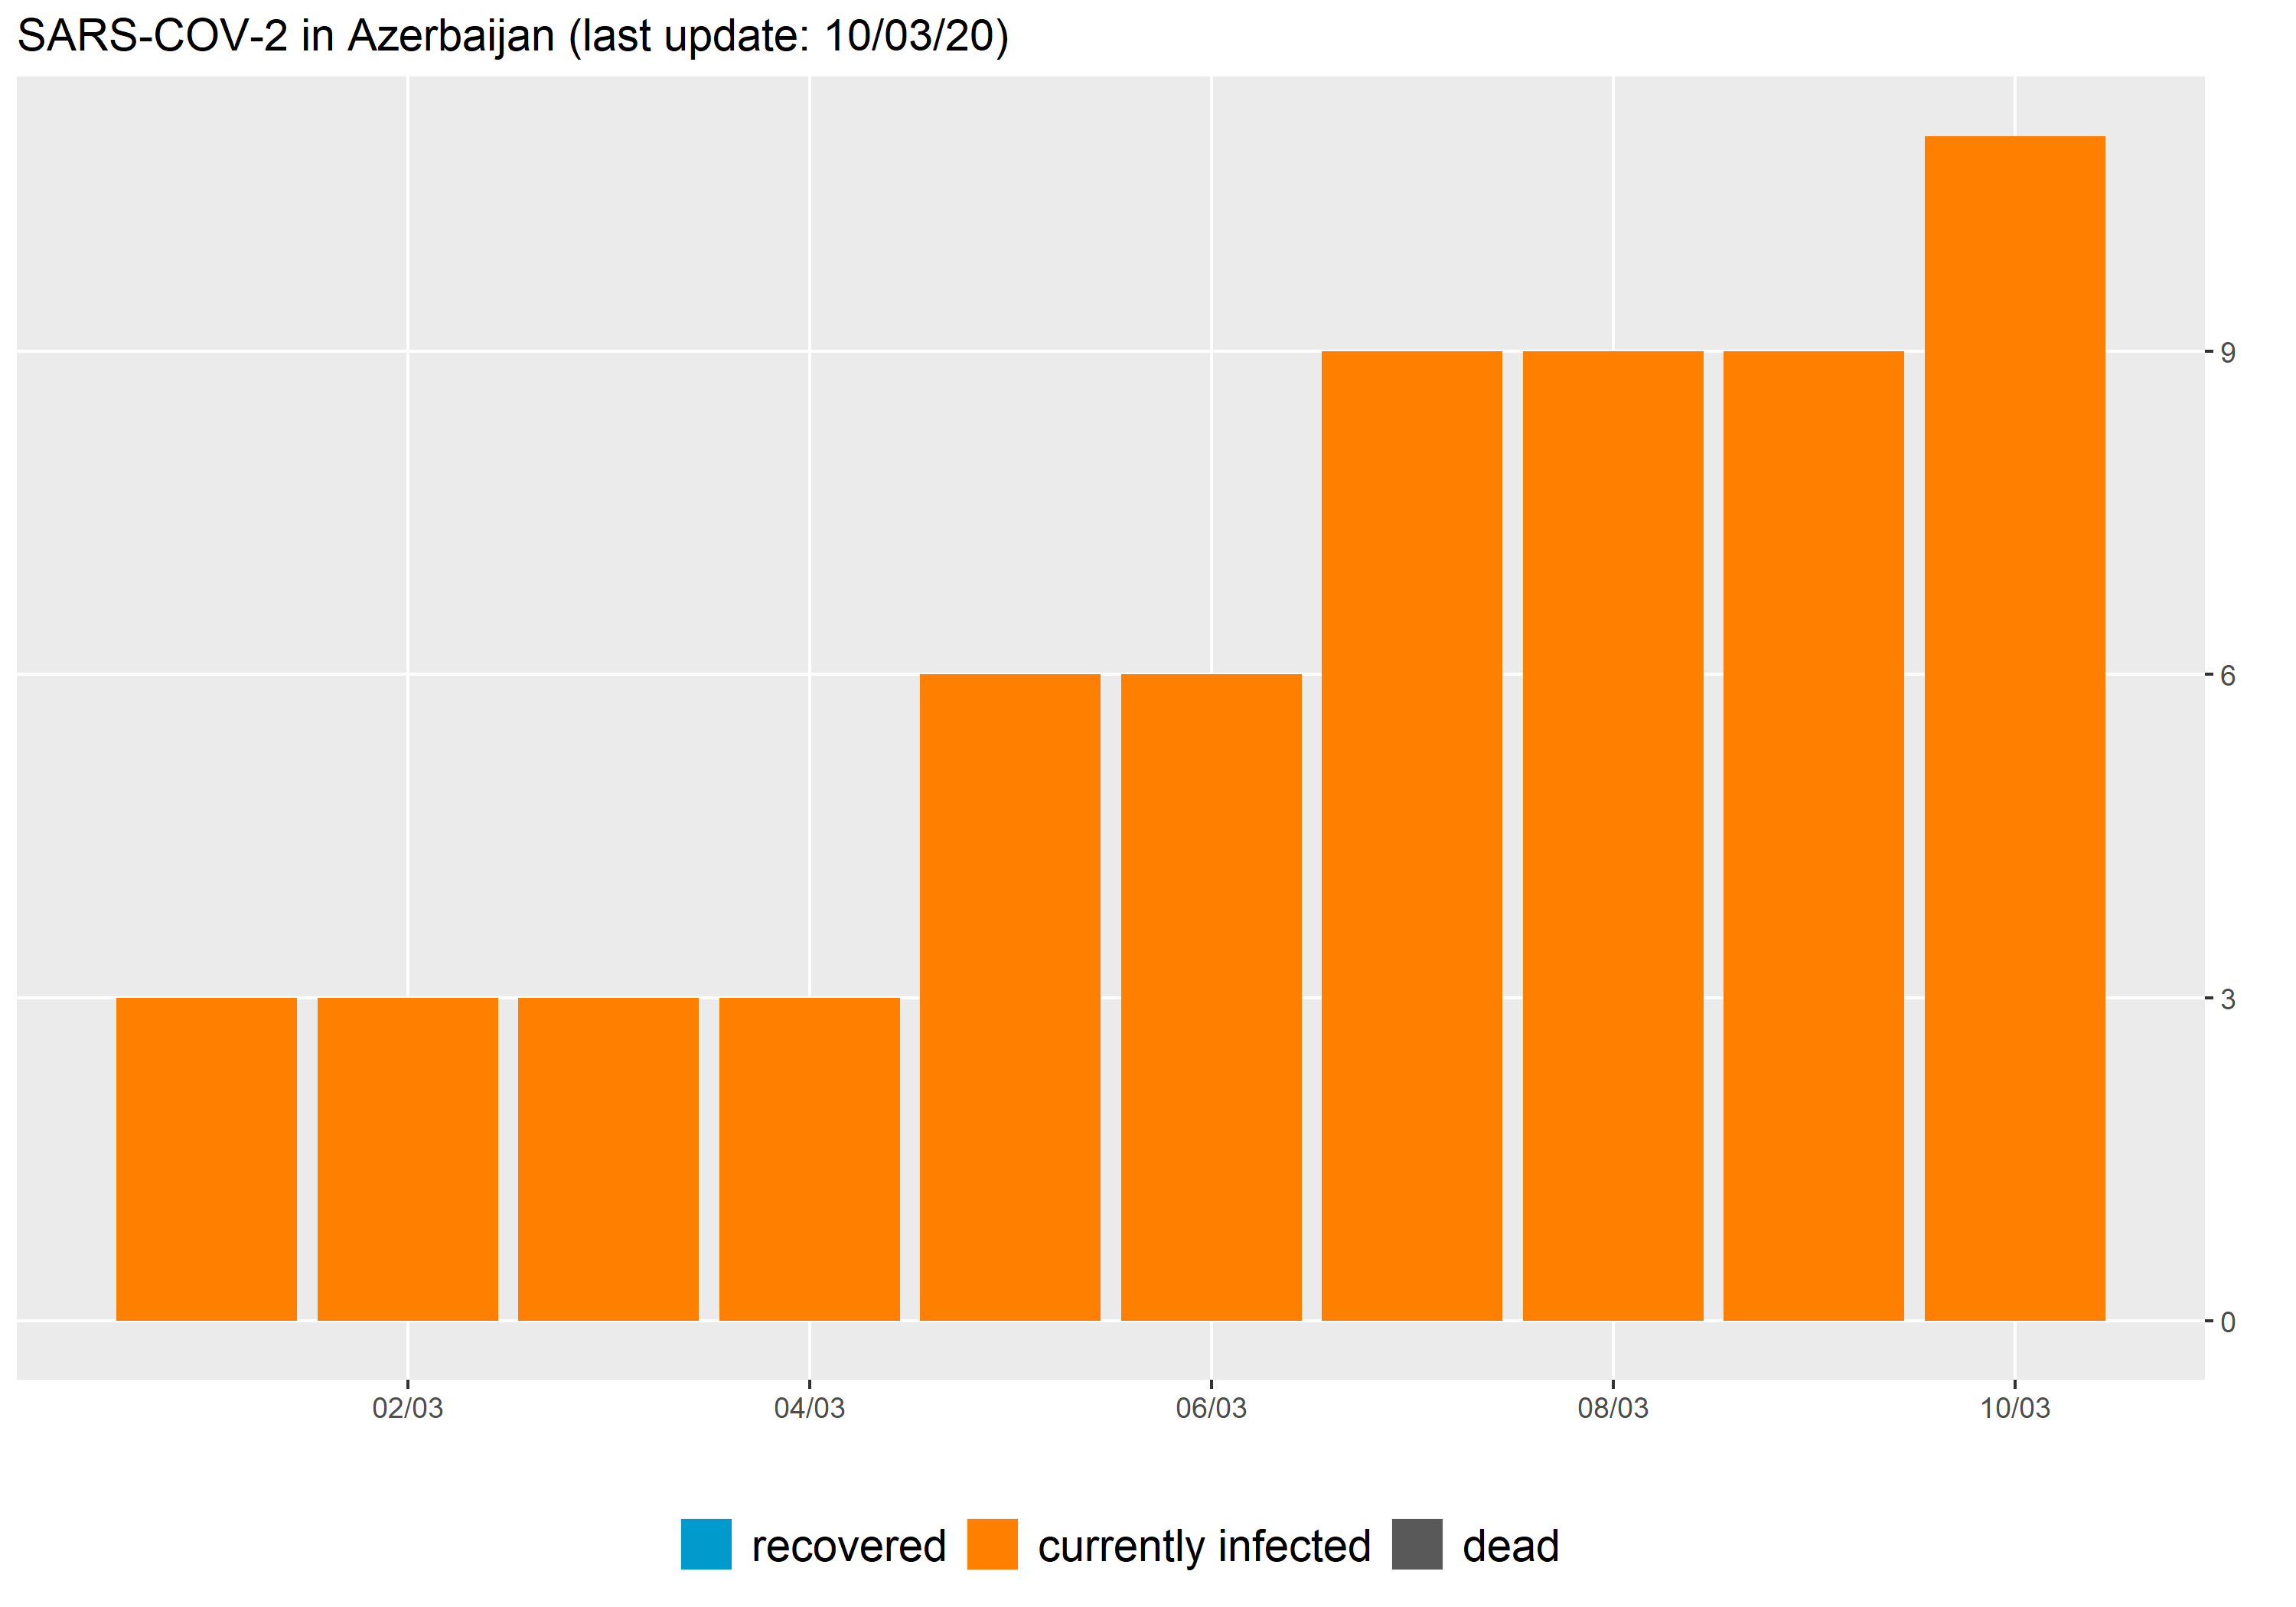 SARS-COV-2 in Azerbaijan (last update: 10/03/20)
9
6
3
0
02/03 04/03 06/03 08/03 10/03
recovered currently infected dead